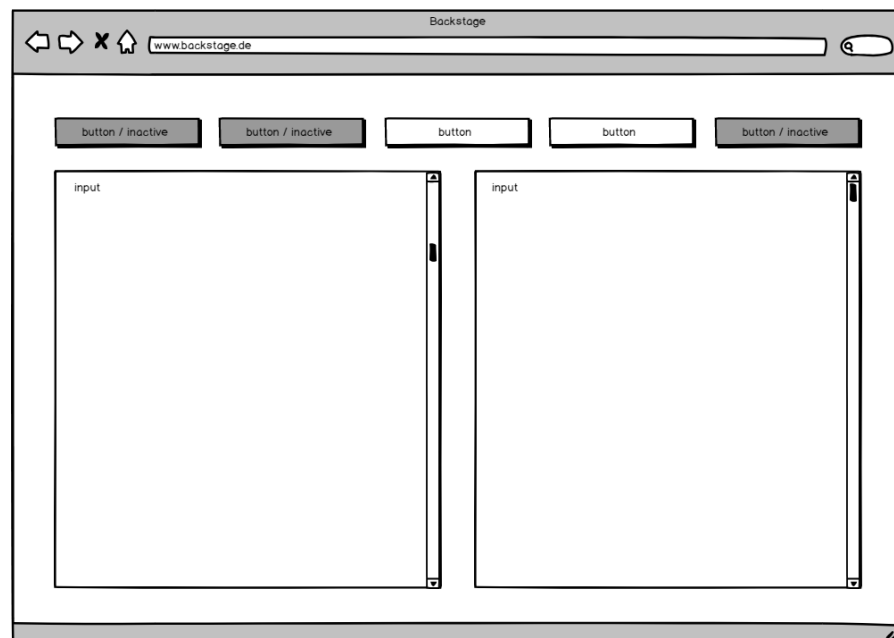 Backstage
www.backstage.de
button / inactive
button / inactive
button
button
button / inactive
input
input